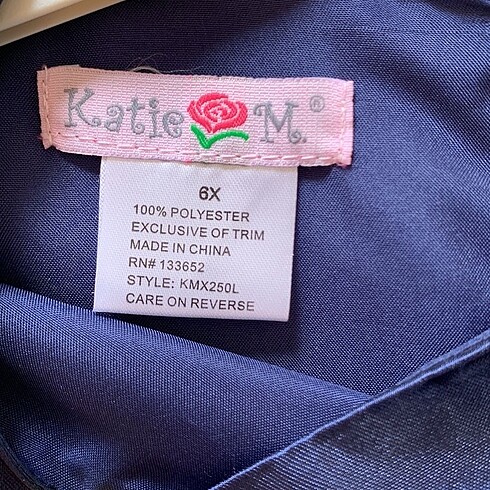 Katie M.®
6X
100% POLYESTER
EXCLUSIVE OF TRIM
MADE IN CHINA
RN# 133652
STYLE: KMX250L
CARE ON REVERSE